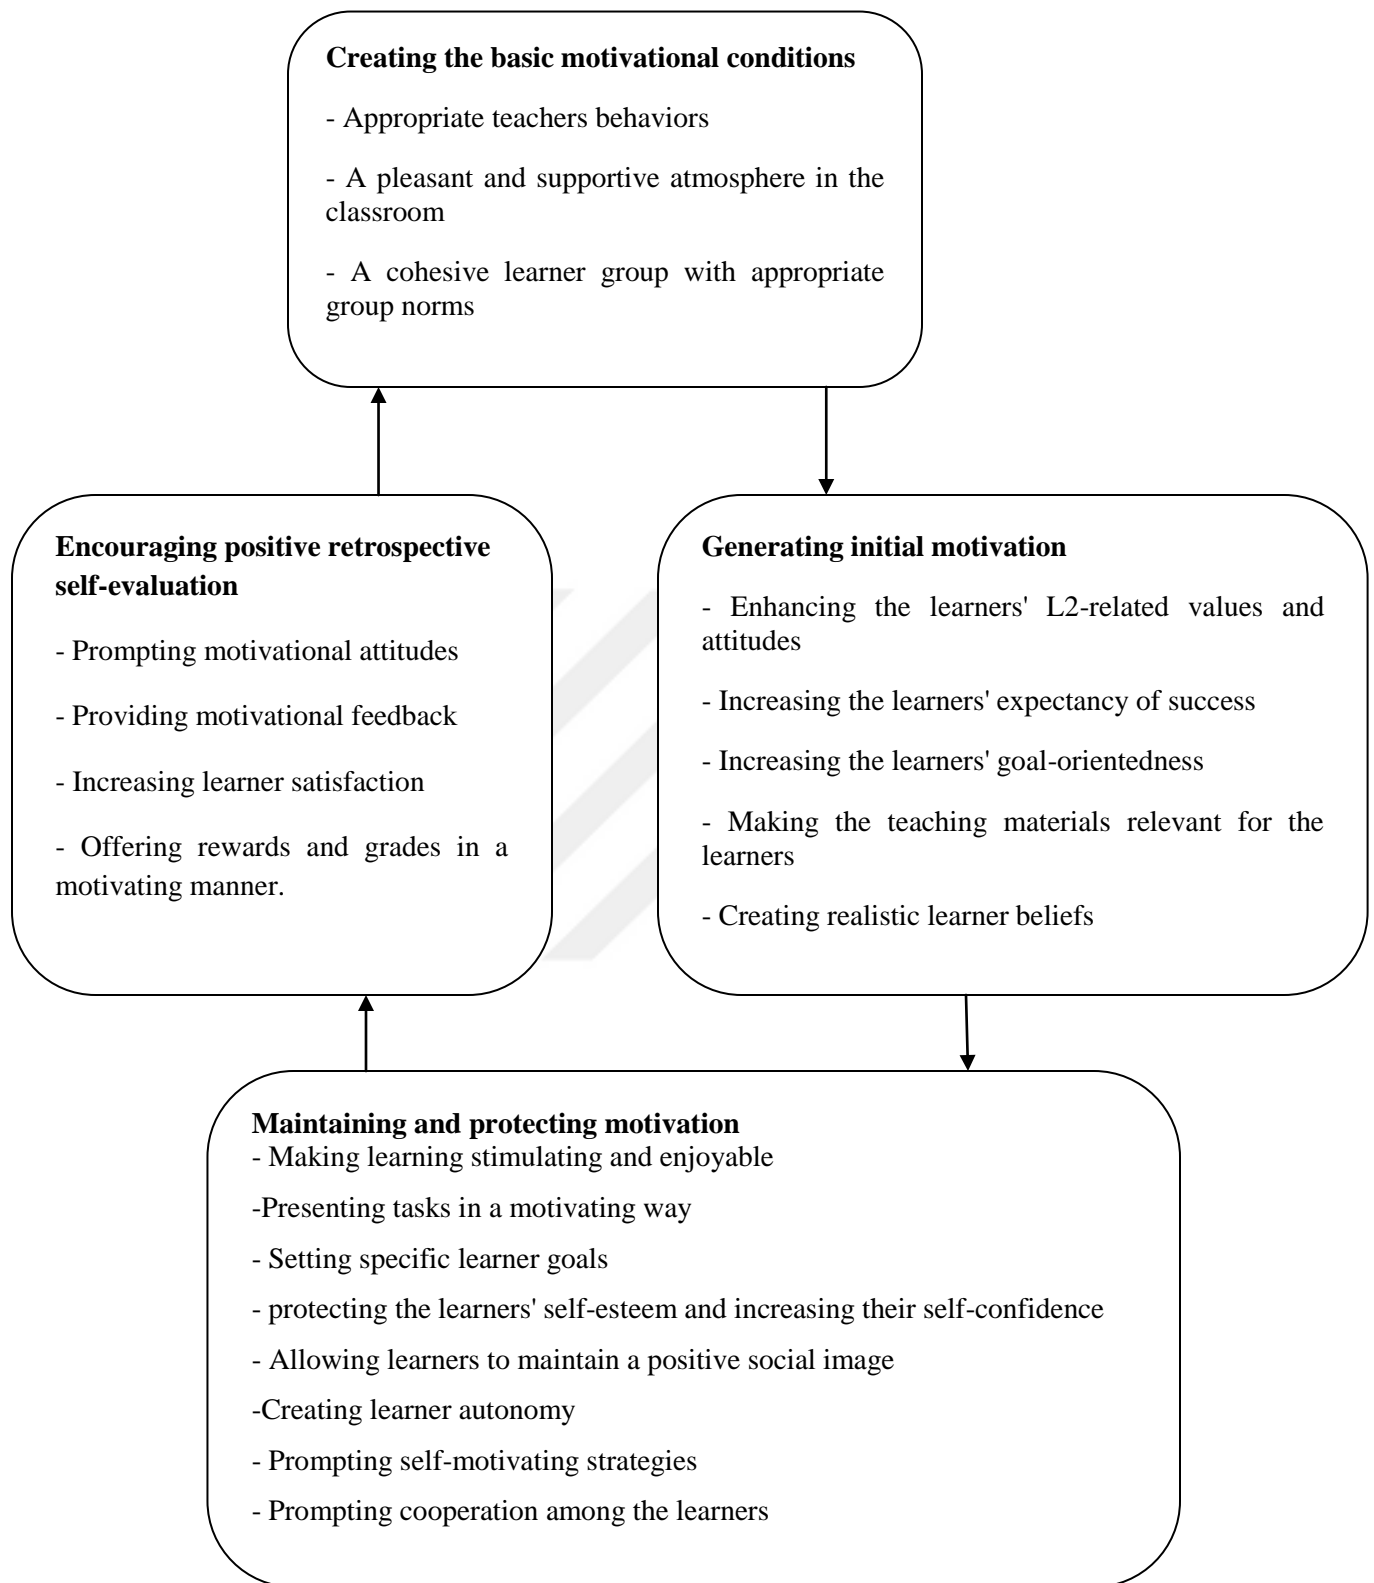 Creating the basic motivational conditions
- Appropriate teachers behaviors
- A pleasant and supportive atmosphere in the
classroom
- A cohesive learner group with appropriate
group norms
Encouraging positive retrospective
self-evaluation
- Prompting motivational attitudes
- Providing motivational feedback
- Increasing learner satisfaction
- Offering rewards and grades in a
motivating manner.
Generating initial motivation
- Enhancing the learners' L2-related values and
attitudes
- Increasing the learners' expectancy of success
- Increasing the learners' goal-orientedness
- Making the teaching materials relevant for the
learners
- Creating realistic learner beliefs
Maintaining and protecting motivation
- Making learning stimulating and enjoyable
-Presenting tasks in a motivating way
- Setting specific learner goals
- protecting the learners' self-esteem and increasing their self-confidence
- Allowing learners to maintain a positive social image
-Creating learner autonomy
- Prompting self-motivating strategies
- Prompting cooperation among the learners